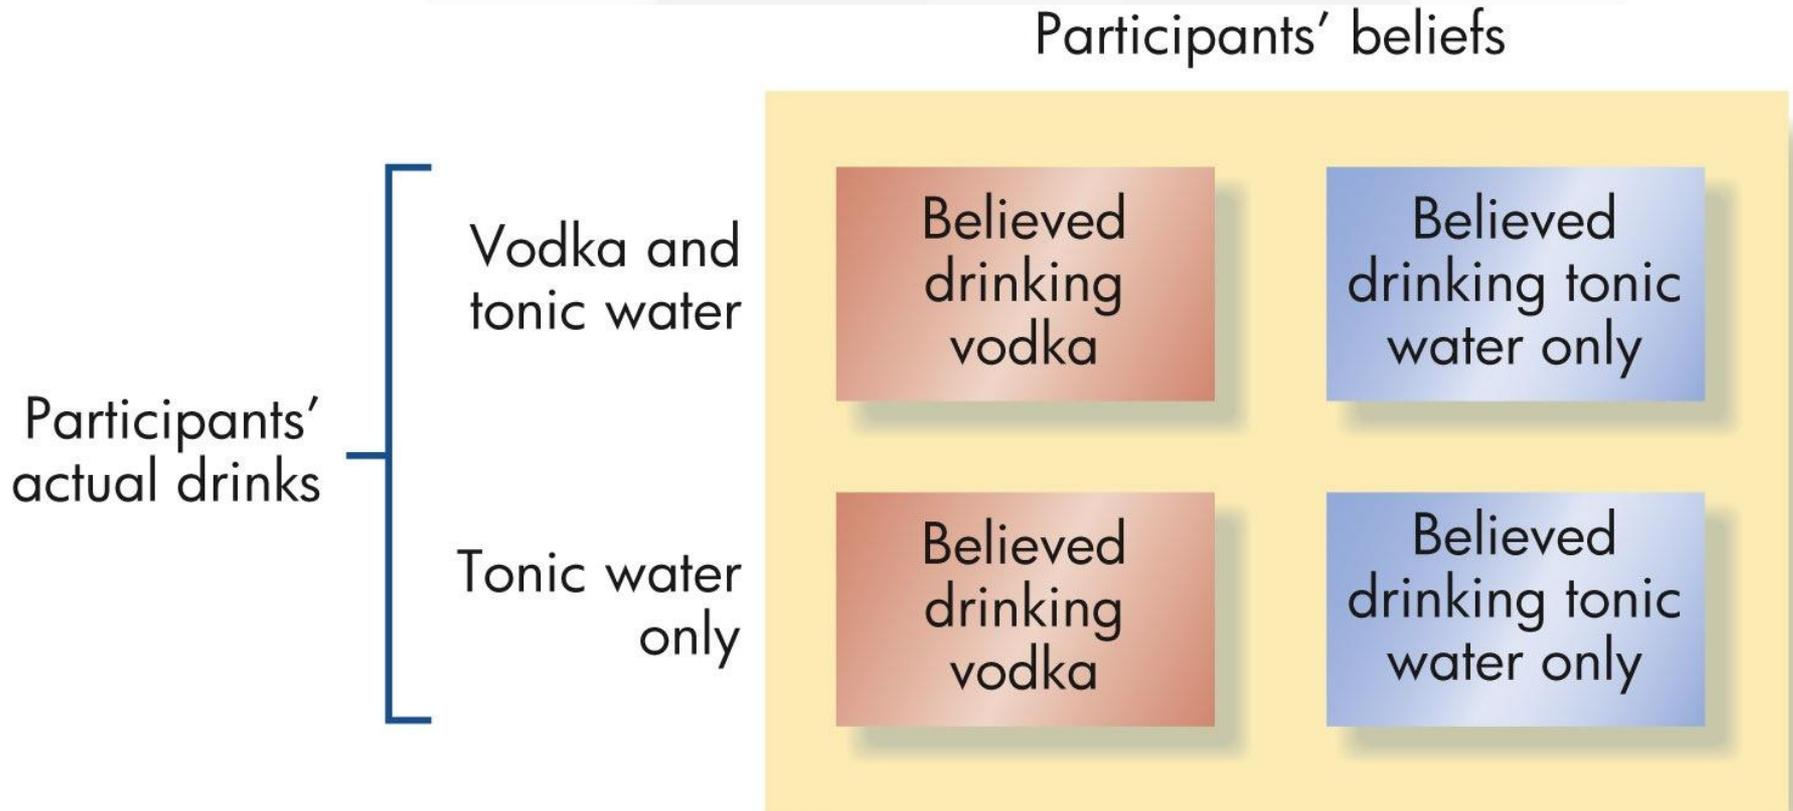 Participants’ beliefs
Vodka and
tonic water
Believed
drinking
vodka
Believed
drinking tonic
water only
Participants’
actual drinks
Tonic water
only
Believed
drinking
vodka
Believed
drinking tonic
water only